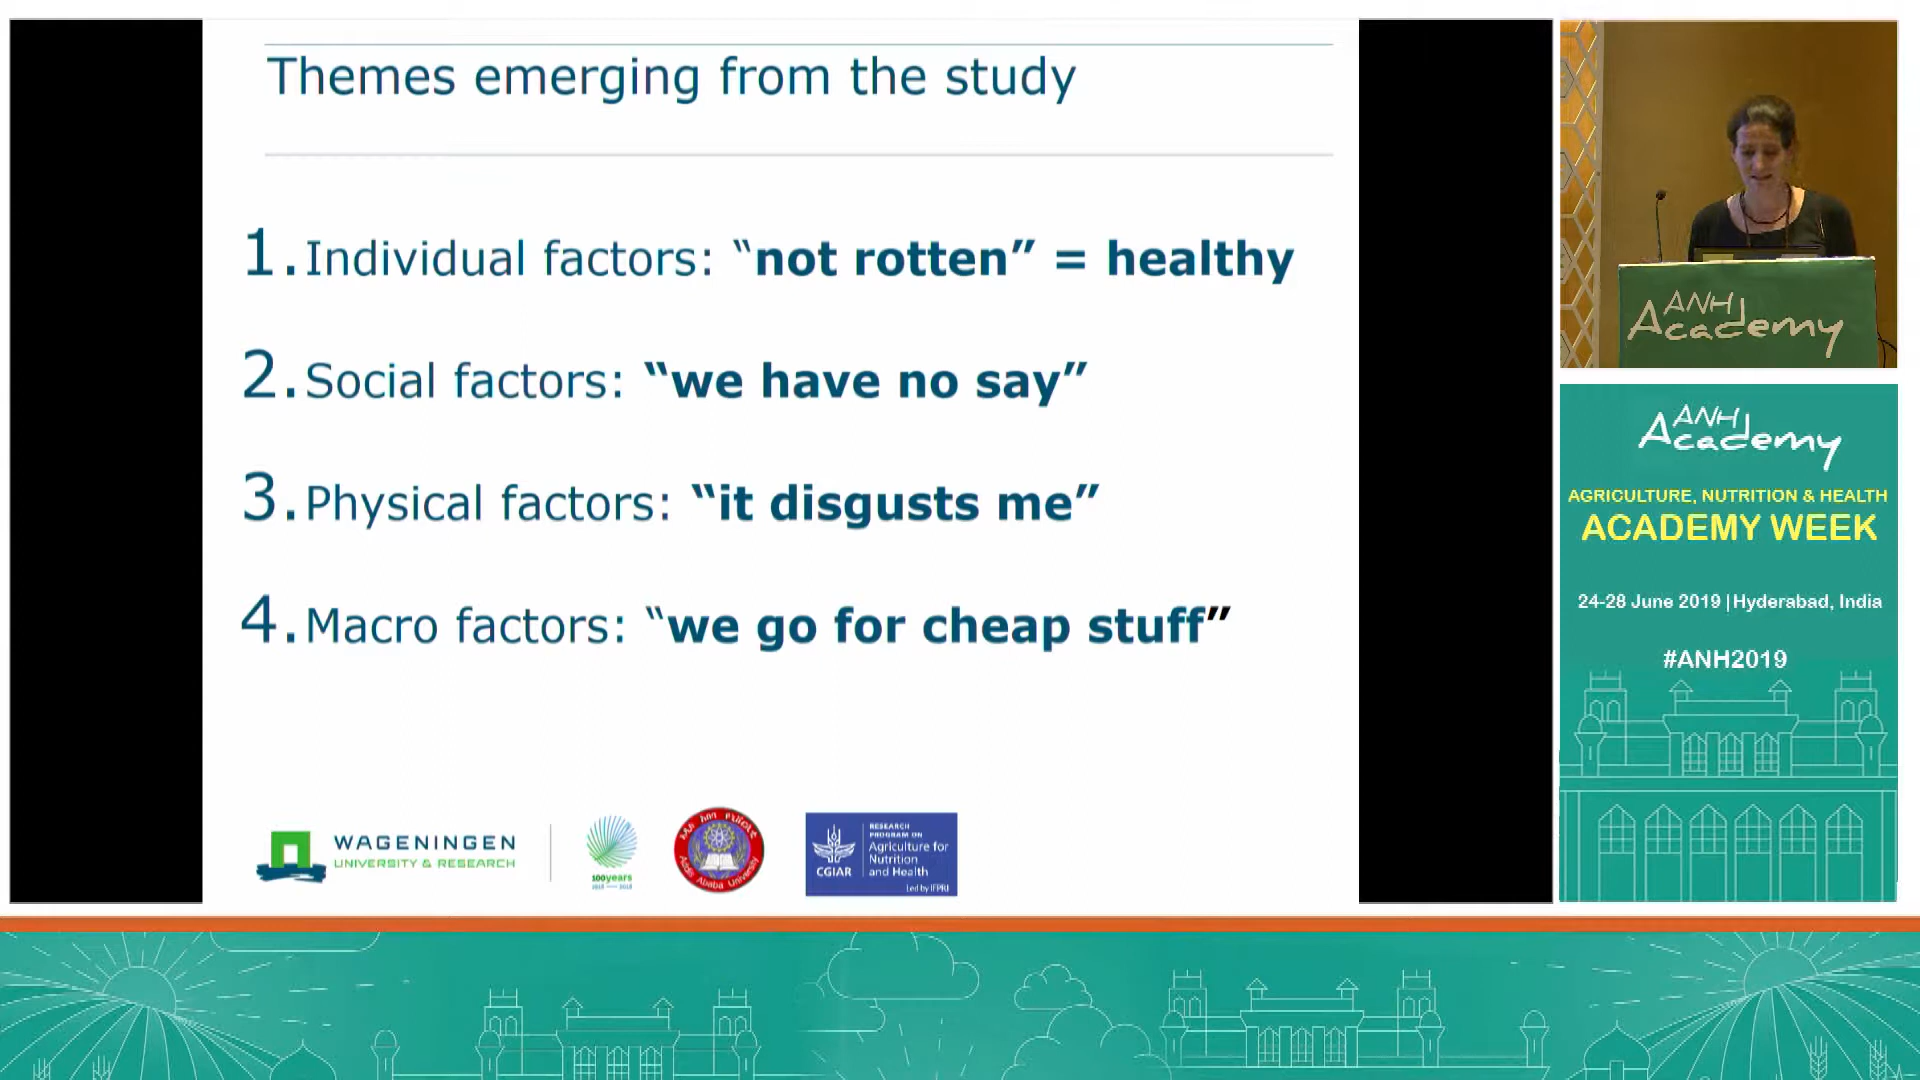 Themes emerging from the study
1. Individual factors: “not rotten” = healthy
2. Social factors: “we have no say”
3. Physical factors: “it disgusts me”
4. Macro factors: “we go for cheap stuff”
WAGENINGEN
UNIVERSITY & RESEARCH
100years
Addis Ababa University
CGIAR
RESEARCH
PROGRAM ON
Agriculture for
Nutrition
and Health
Led by IFPRI
ANH
Academy
ANH
Academy
AGRICULTURE, NUTRITION & HEALTH
ACADEMY WEEK
24-28 June 2019 | Hyderabad, India
#ANH2019